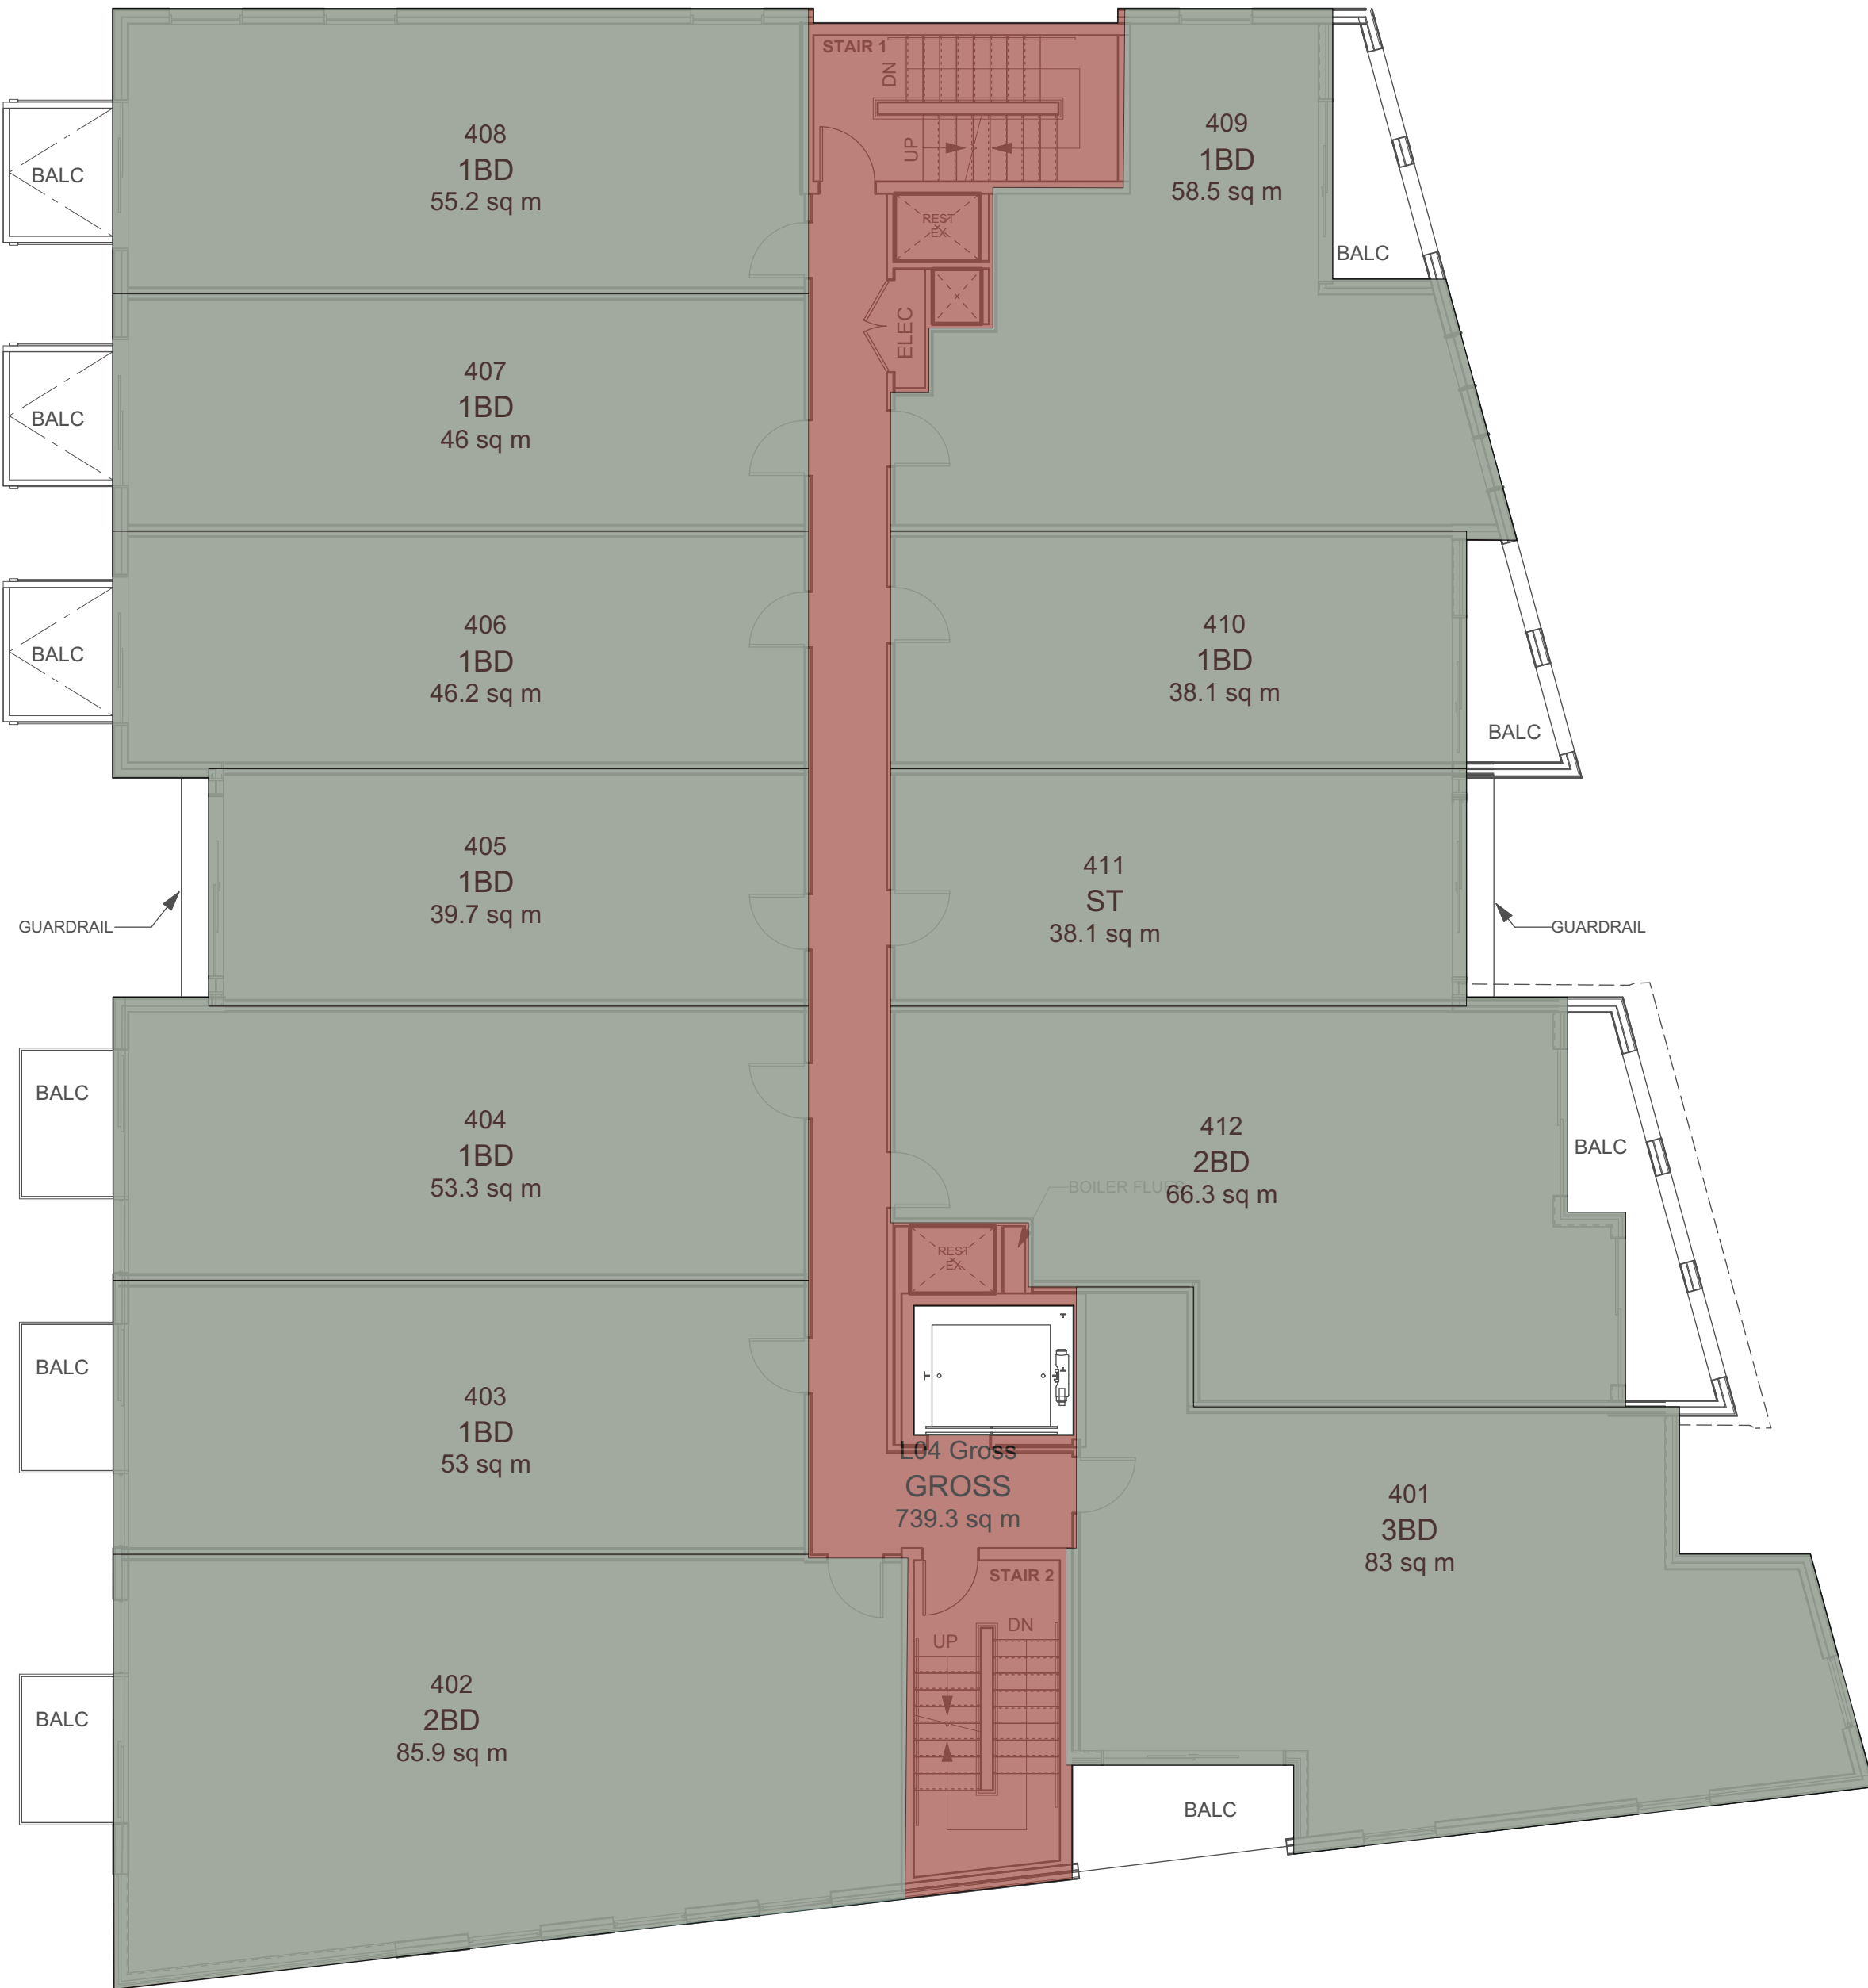 STAIR 1
DN
UP
408
1BD
55.2 sq m
BALC
409
1BD
58.5 sq m
BALC
REST
EX
ELEC
407
1BD
46 sq m
BALC
406
1BD
46.2 sq m
BALC
410
1BD
38.1 sq m
BALC
405
1BD
39.7 sq m
GUARDRAIL
411
ST
38.1 sq m
GUARDRAIL
404
1BD
53.3 sq m
BALC
412
2BD
66.3 sq m
BALC
BOILER FLUES
REST
EX
403
1BD
53 sq m
BALC
L04 Gross
GROSS
739.3 sq m
401
3BD
83 sq m
STAIR 2
DN
UP
402
2BD
85.9 sq m
BALC
BALC